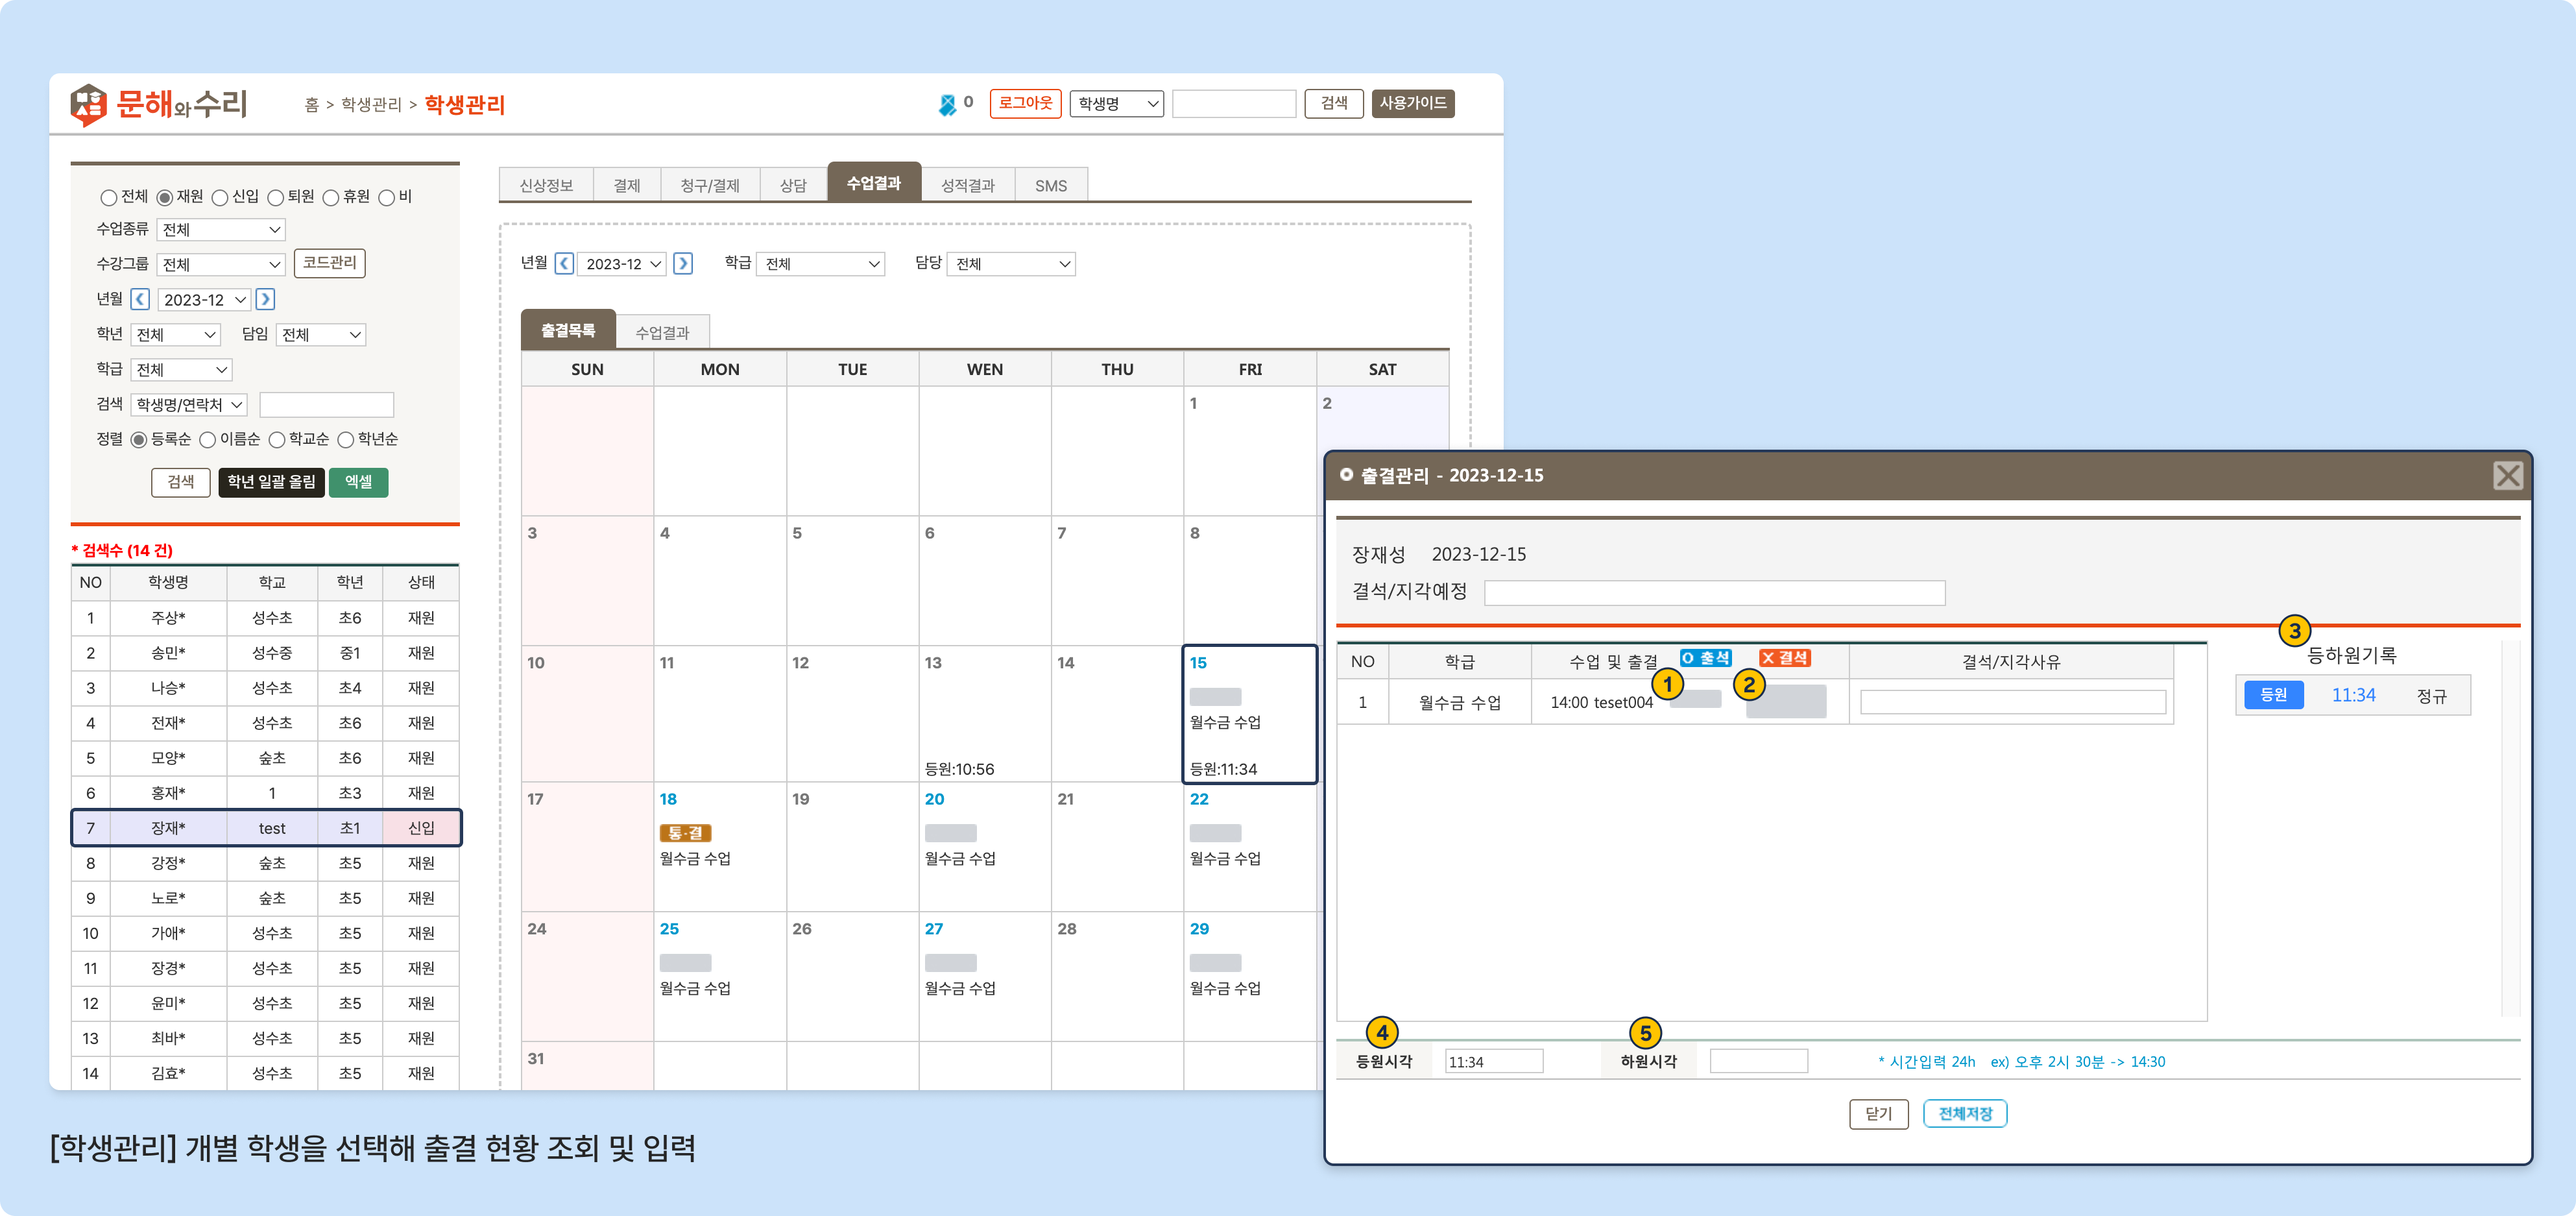 문해와수리
홈 > 학생관리 > 학생관리
0 로그아웃 학생명 검색 사용가이드
전체 재원 신입 퇴원 휴원 비
수업종류 전체
수강그룹 전체 코드관리
년월 2023-12
학년 전체 담임 전체
학급 전체
검색 학생명/연락처
정렬 등록순 이름순 학교순 학년순
검색 학년 일괄 올림 엑셀
* 검색수 (14 건)
NO 학생명 학교 학년 상태
1 주상* 성수초 초6 재원
2 송민* 성수중 중1 재원
3 나승* 성수초 초4 재원
4 전재* 성수초 초6 재원
5 모양* 숲초 초6 재원
6 홍재* 1 초3 재원
7 장재* test 초1 신입
8 강정* 숲초 초5 재원
9 노로* 숲초 초5 재원
10 가애* 성수초 초5 재원
11 장경* 성수초 초5 재원
12 윤미* 성수초 초5 재원
13 최바* 성수초 초5 재원
14 김효* 성수초 초5 재원
신상정보 결제 청구/결제 상담 수업결과 성적결과 SMS
년월 2023-12 학급 전체 담당 전체
출결목록 수업결과
SUN MON TUE WEN THU FRI SAT
1 2
3 4 5 6 7 8
10 11 12 13 14 15
월수금 수업
등원:10:56 등원:11:34
17 18 19 20 21 22
통·결
월수금 수업 월수금 수업 월수금 수업
24 25 26 27 28 29
월수금 수업 월수금 수업 월수금 수업
31
출결관리 - 2023-12-15
장재성 2023-12-15
결석/지각예정
NO 학급 수업 및 출결 O 출석 X 결석 결석/지각사유
1 월수금 수업 14:00 teset004
1 2
3
등하원기록
등원 11:34 정규
4 5
등원시각 11:34 하원시각 * 시간입력 24h ex) 오후 2시 30분 -> 14:30
닫기 전체저장
[학생관리] 개별 학생을 선택해 출결 현황 조회 및 입력